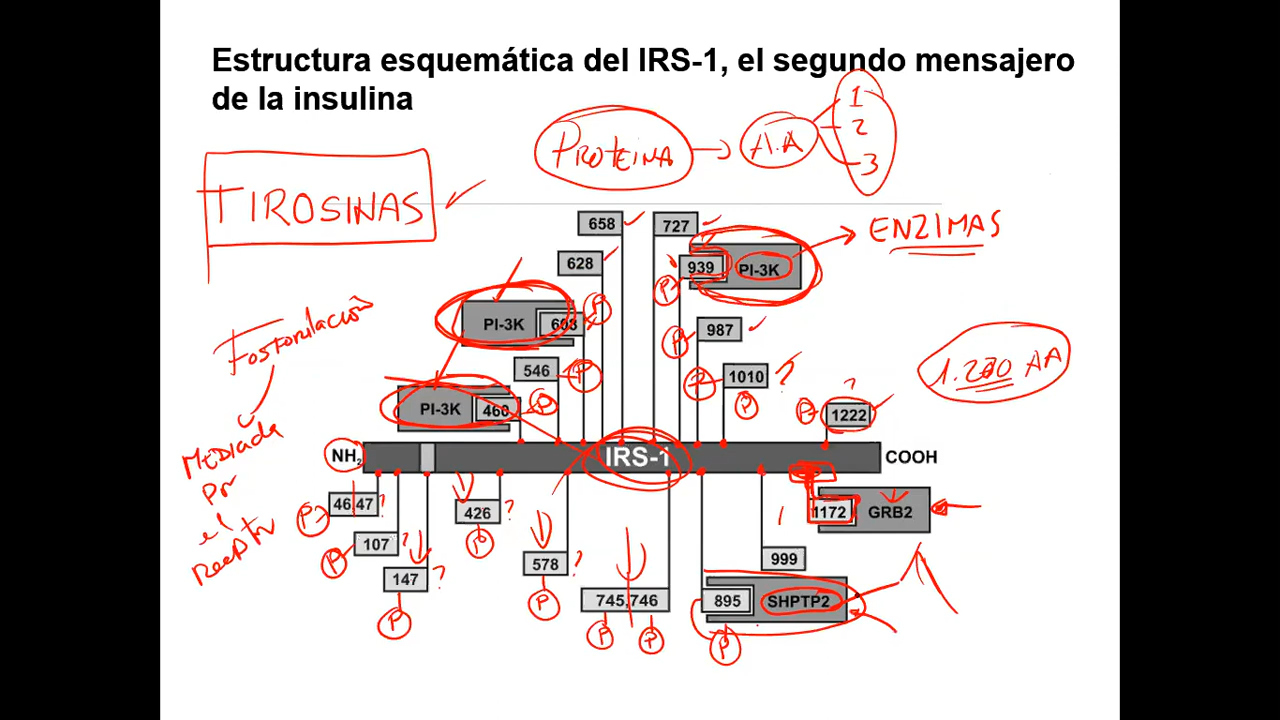 Estructura esquemática del IRS-1, el segundo mensajero
de la insulina
PROTEINA
A.A
1
2
3
TIROSINAS
658
727
ENZIMAS
628
939
PI-3K
P
PI-3K
608
P
987
P
Fosforilación
1.200 AA
546
P
1010
P
?
P
PI-3K
460
P
P
1222
?
Mediada
por
el
Receptor
NH2
IRS-1
COOH
46,47
?
P
426
?
P
1172
GRB2
107
?
P
578
?
P
999
147
?
P
745,746
P
P
895
SHPTP2
P